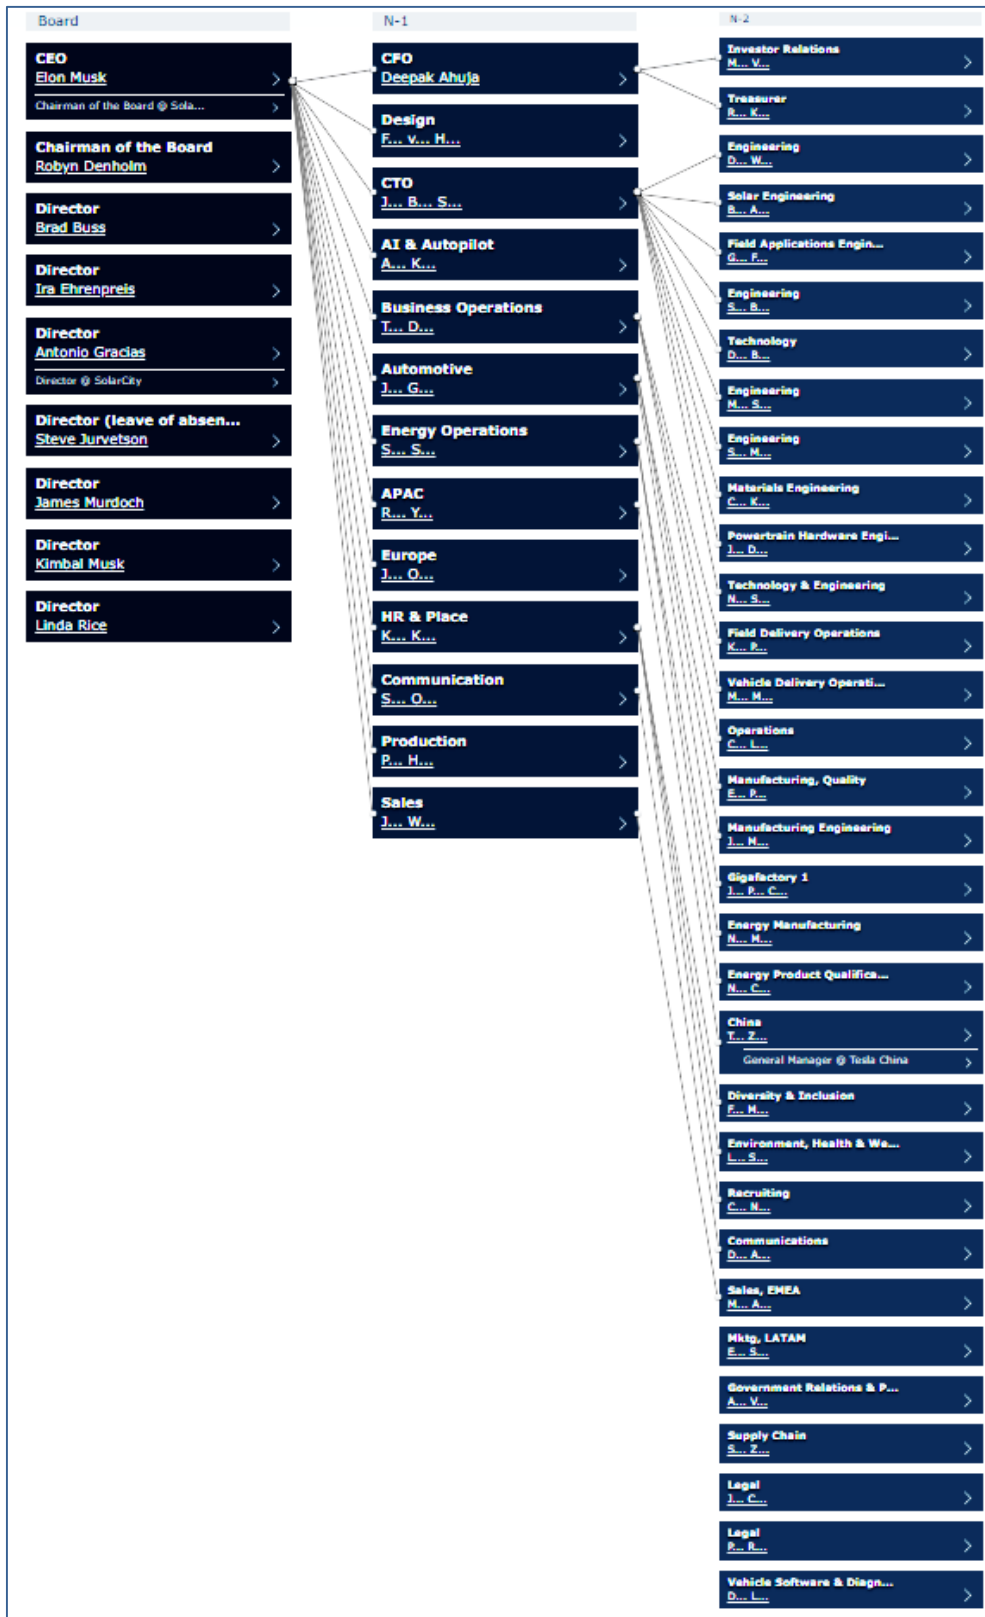 Board
CEO
Elon Musk
Chairman of the Board @ Sola...
Chairman of the Board
Robyn Denholm
Director
Brad Buss
Director
Ira Ehrenpreis
Director
Antonio Gracias
Director @ SolarCity
Director (leave of absen...
Steve Jurvetson
Director
James Murdoch
Director
Kimbal Musk
Director
Linda Rice
N-1
CFO
Deepak Ahuja
Design
F... v... H...
CTO
J... B... S...
AI & Autopilot
A... K...
Business Operations
T... D...
Automotive
J... G...
Energy Operations
S... S...
APAC
R... Y...
Europe
J... O...
HR & Place
K... K...
Communication
S... O...
Production
P... H...
Sales
J... W...
N-2
Investor Relations
M... V...
Treasurer
R... K...
Engineering
D... W...
Solar Engineering
B... A...
Field Applications Engin...
G... F...
Engineering
S... B...
Technology
D... B...
Engineering
M... S...
Engineering
S... M...
Materials Engineering
C... K...
Powertrain Hardware Engi...
J... D...
Technology & Engineering
N... S...
Field Delivery Operations
K... P...
Vehicle Delivery Operati...
M... M...
Operations
C... L...
Manufacturing, Quality
E... P...
Manufacturing Engineering
J... M...
Gigafactory 1
J... P... C...
Energy Manufacturing
N... M...
Energy Product Qualifica...
N... C...
China
T... Z...
General Manager @ Tesla China
Diversity & Inclusion
F... M...
Environment, Health & We...
L... S...
Recruiting
C... N...
Communications
D... A...
Sales, EMEA
M... A...
Mktg, LATAM
E... S...
Government Relations & P...
A... V...
Supply Chain
S... Z...
Legal
J... C...
Legal
P... R...
Vehicle Software & Diagn...
D... L...